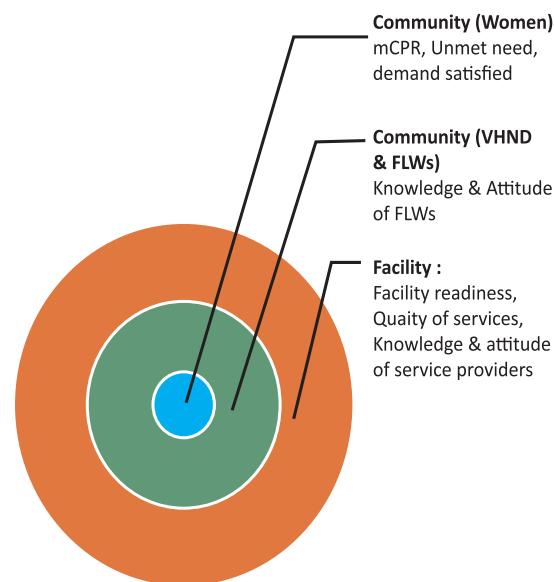 Community (Women)
mCPR, Unmet need,
demand satisfied
Community (VHND
& FLWs)
Knowledge & Attitude
of FLWs
Facility :
Facility readiness,
Quaity of services,
Knowledge & attitude
of service providers